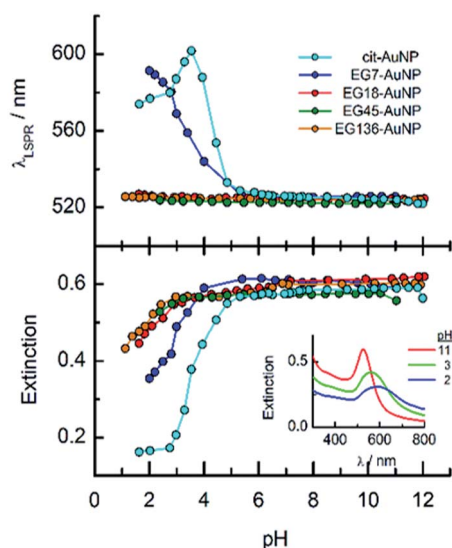 λLSPR / nm
600
560
520
cit-AuNP
EG7-AuNP
EG18-AuNP
EG45-AuNP
EG136-AuNP
Extinction
0.6
0.4
0.2
Extinction
0.5
0.0
pH
11
3
2
400 600 800
λ / nm
0 2 4 6 8 10 12
pH